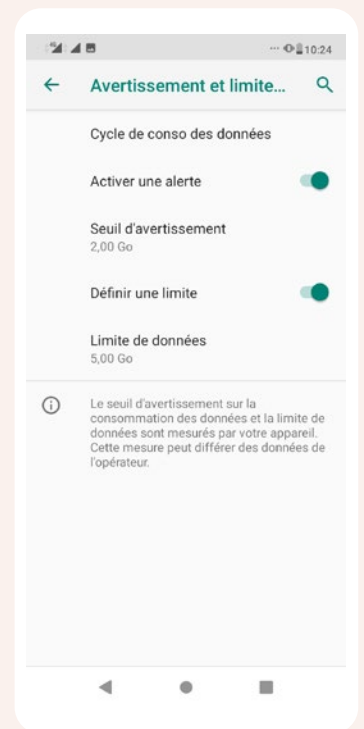 10:24
Avertissement et limite...
Cycle de conso des données
Activer une alerte
Seuil d'avertissement
2,00 Go
Définir une limite
Limite de données
5,00 Go
Le seuil d'avertissement sur la
consommation des données et la limite de
données sont mesurés par votre appareil.
Cette mesure peut différer des données de
l'opérateur.